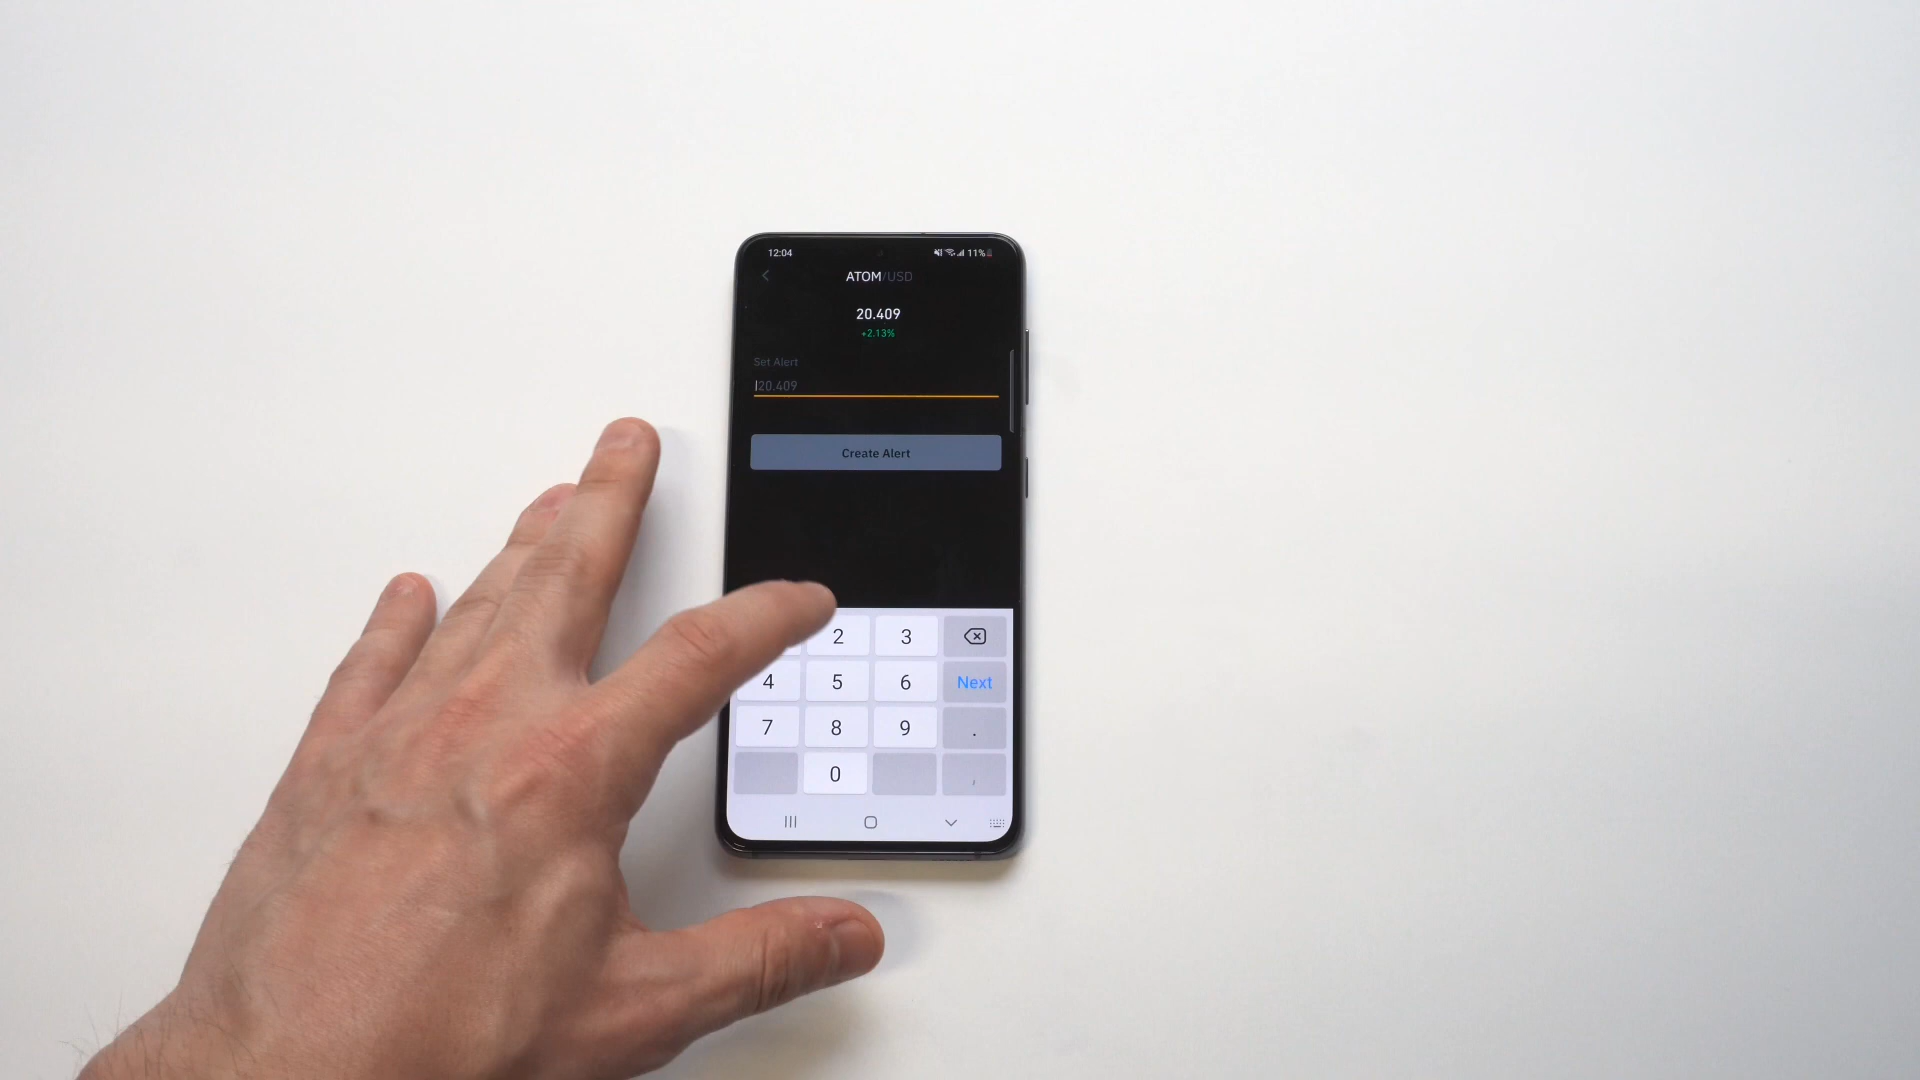 12:04 11%
ATOM/USD
20.409
+2.13%
Set Alert
20.409
Create Alert
2 3
4 5 6 Next
7 8 9 .
0 ,